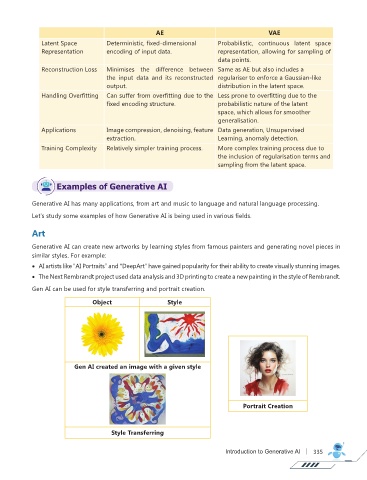 AE VAE
Latent Space Deterministic, fixed-dimensional Probabilistic, continuous latent space
Representation encoding of input data. representation, allowing for sampling of
data points.
Reconstruction Loss Minimises the difference between Same as AE but also includes a
the input data and its reconstructed regulariser to enforce a Gaussian-like
output. distribution in the latent space.
Handling Overfitting Can suffer from overfitting due to the Less prone to overfitting due to the
fixed encoding structure. probabilistic nature of the latent
space, which allows for smoother
generalisation.
Applications Image compression, denoising, feature Data generation, Unsupervised
extraction. Learning, anomaly detection.
Training Complexity Relatively simpler training process. More complex training process due to
the inclusion of regularisation terms and
sampling from the latent space.
Examples of Generative AI
Generative AI has many applications, from art and music to language and natural language processing.
Let's study some examples of how Generative AI is being used in various fields.
Art
Generative AI can create new artworks by learning styles from famous painters and generating novel pieces in
similar styles. For example:
• AI artists like "AI Portraits" and "DeepArt" have gained popularity for their ability to create visually stunning images.
• The Next Rembrandt project used data analysis and 3D printing to create a new painting in the style of Rembrandt.
Gen AI can be used for style transferring and portrait creation.
Object Style
Gen AI created an image with a given style
Portrait Creation
Style Transferring
Introduction to Generative AI 335